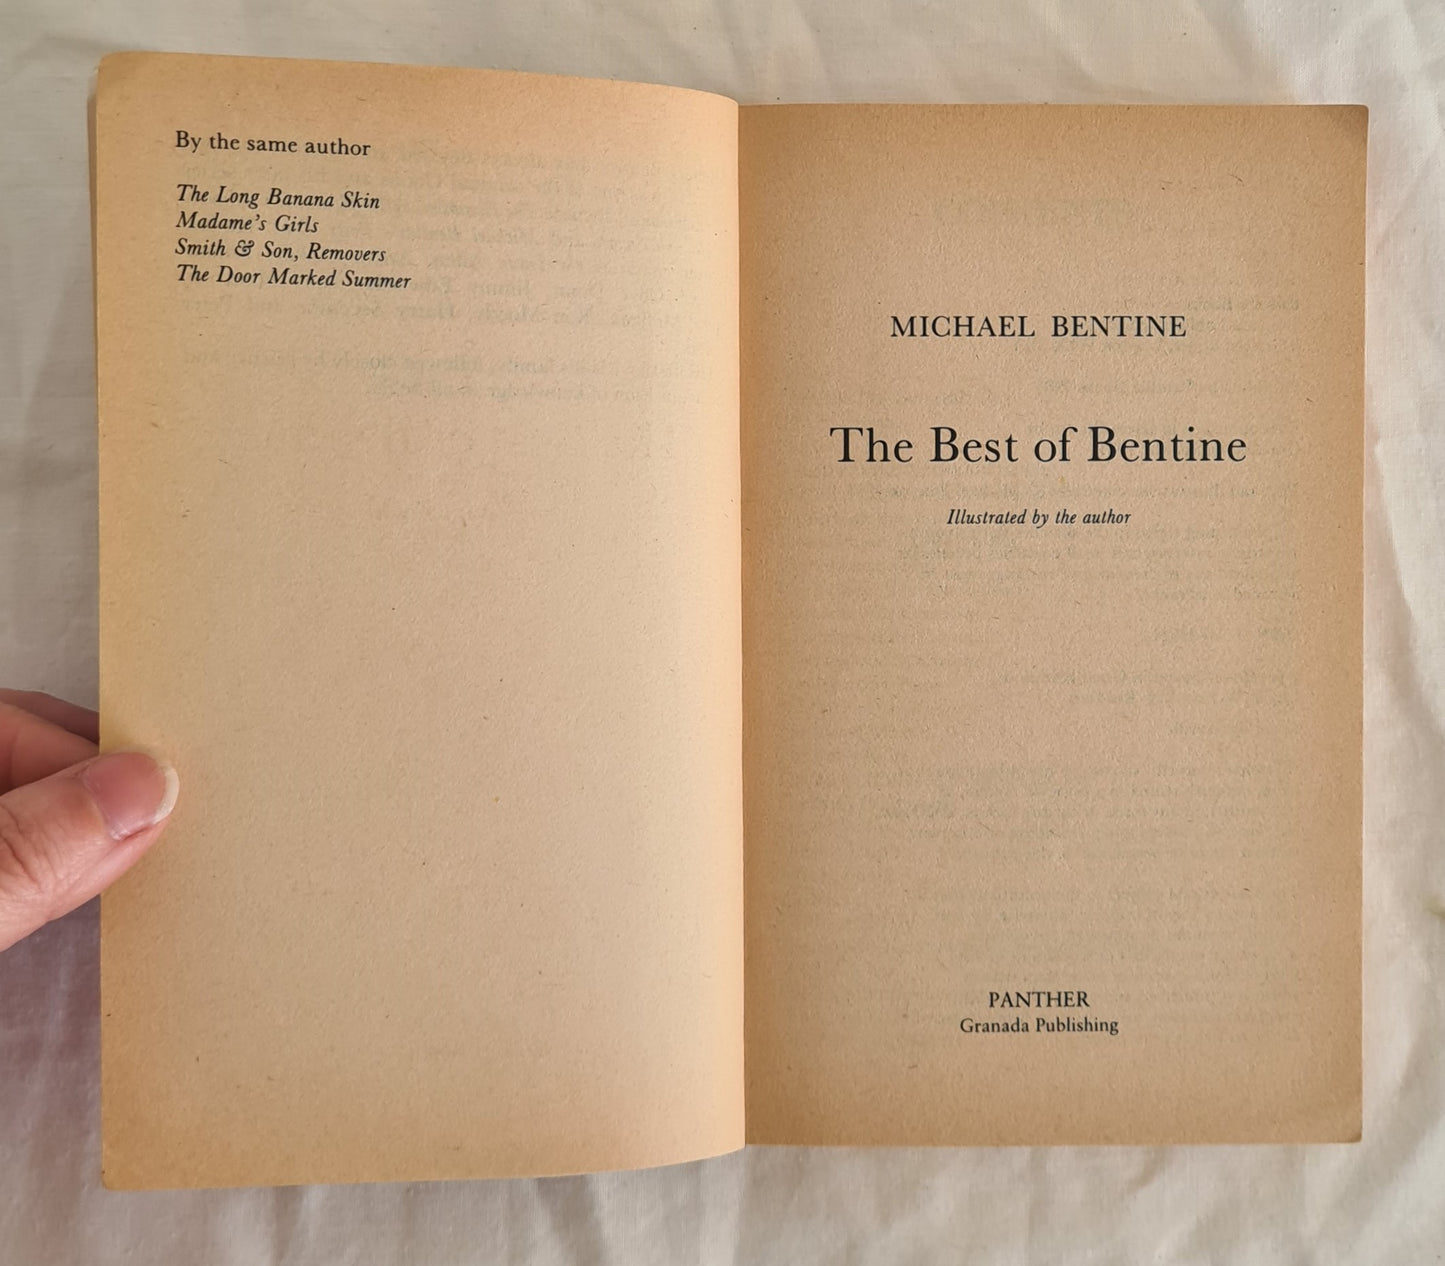 By the same author
The Long Banana Skin
Madame's Girls
Smith & Son, Removers
The Door Marked Summer
MICHAEL BENTINE
The Best of Bentine
Illustrated by the author
PANTHER
Granada Publishing